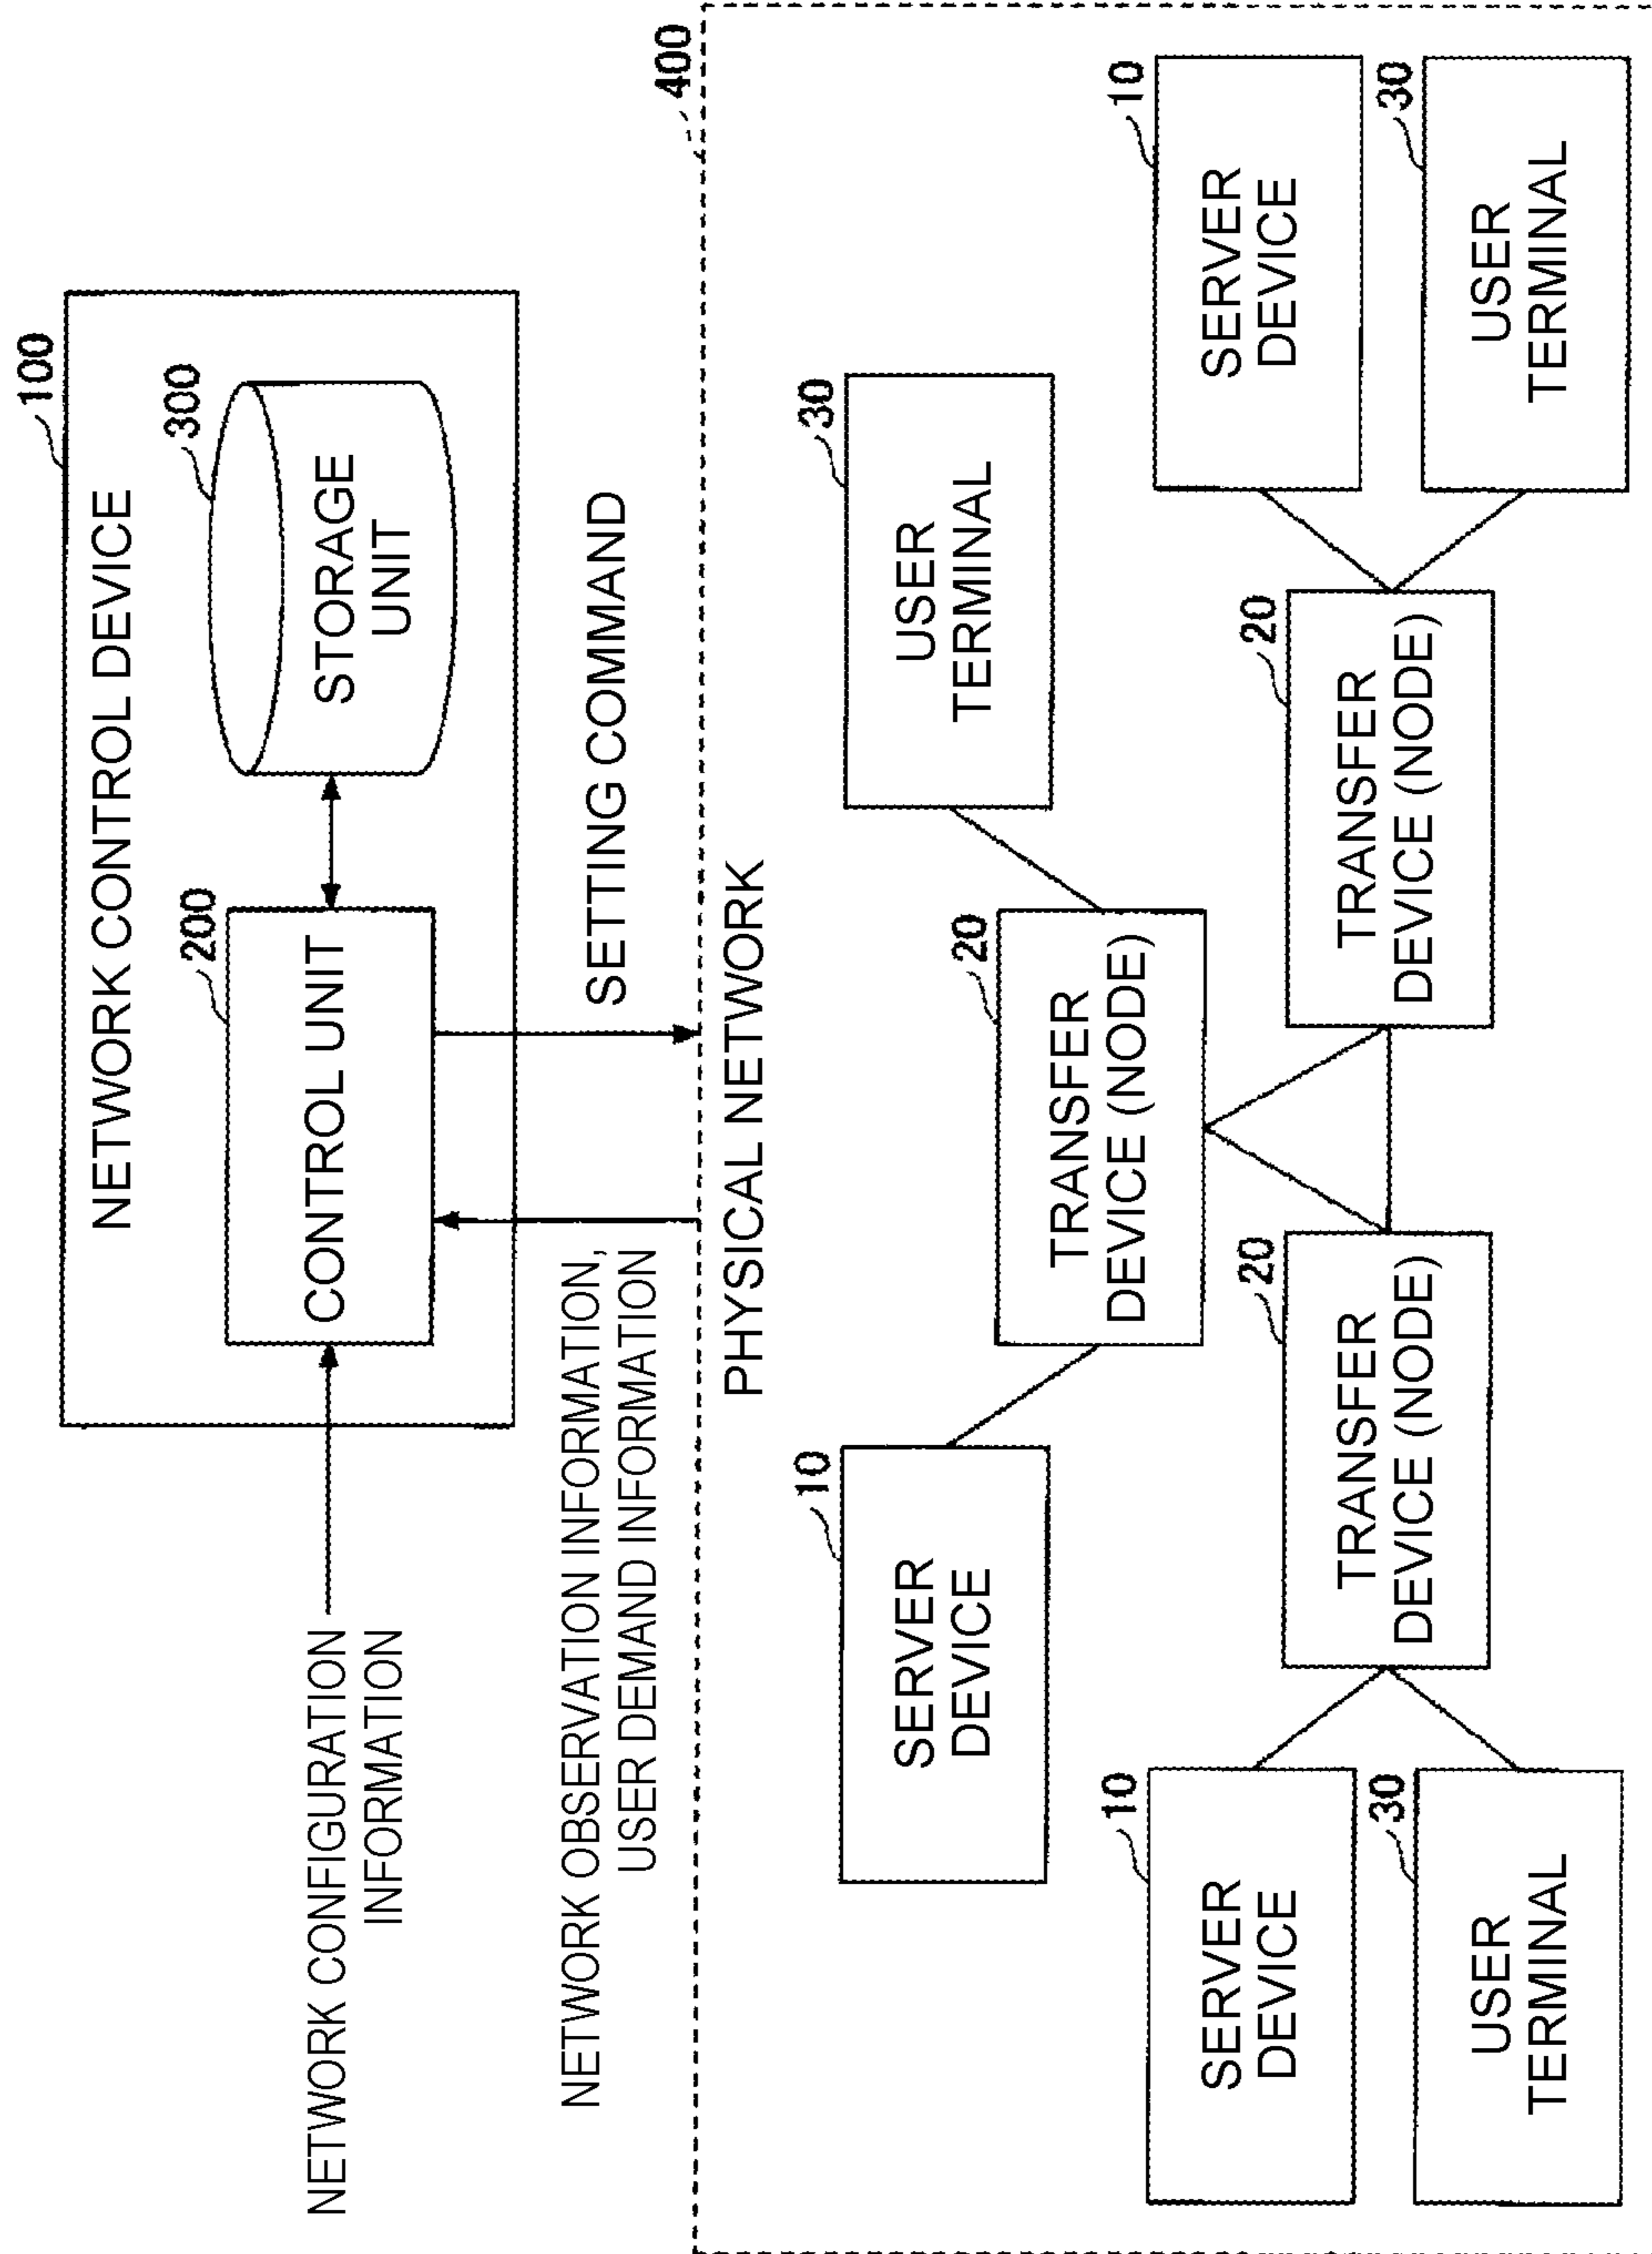 100
NETWORK CONTROL DEVICE
200
CONTROL UNIT
300
STORAGE
UNIT
NETWORK CONFIGURATION
INFORMATION
NETWORK OBSERVATION INFORMATION,
USER DEMAND INFORMATION
SETTING COMMAND
400
PHYSICAL NETWORK
10
SERVER
DEVICE
30
USER
TERMINAL
20
TRANSFER
DEVICE (NODE)
10
SERVER
DEVICE
20
TRANSFER
DEVICE (NODE)
20
TRANSFER
DEVICE (NODE)
10
SERVER
DEVICE
30
USER
TERMINAL
30
USER
TERMINAL